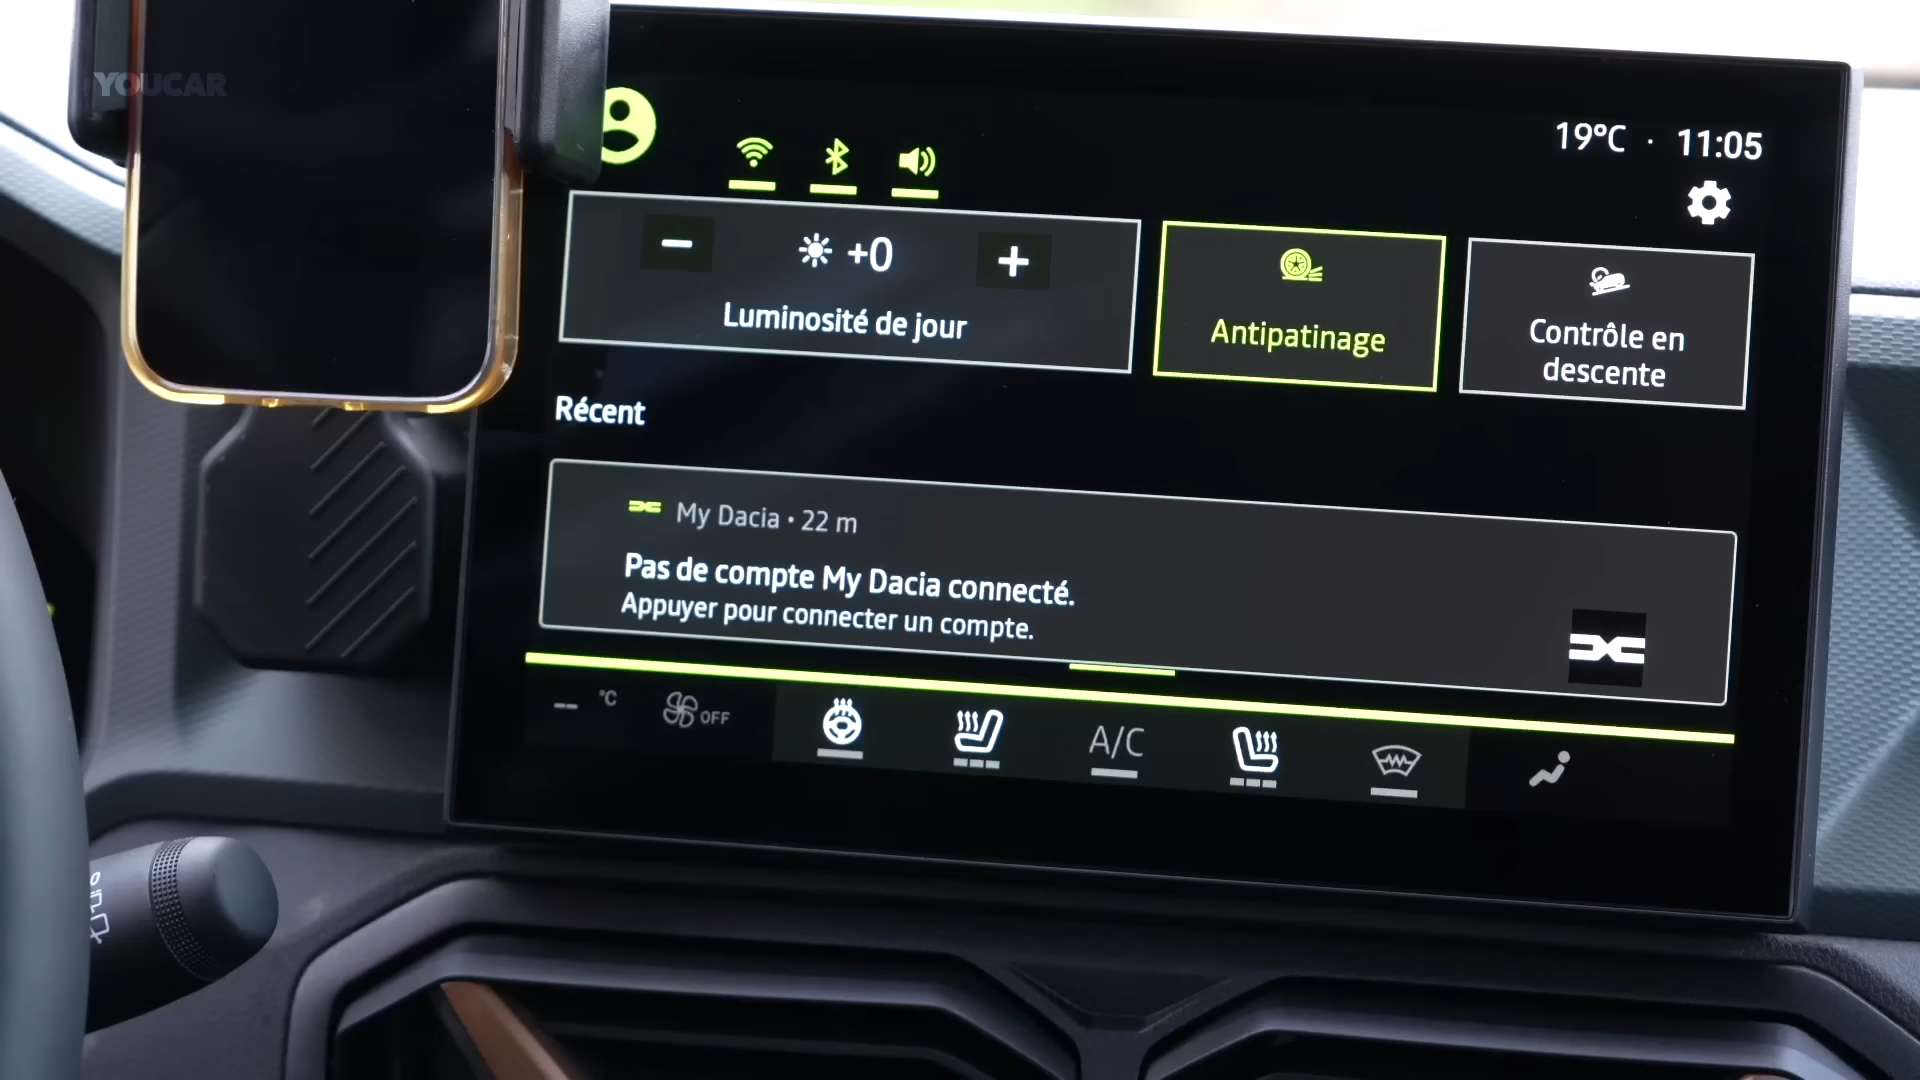 YOUCAR
19°C · 11:05
− +0 +
Luminosité de jour
Antipatinage
Contrôle en
descente
Récent
My Dacia • 22 m
Pas de compte My Dacia connecté.
Appuyer pour connecter un compte.
-- °C
OFF
A/C